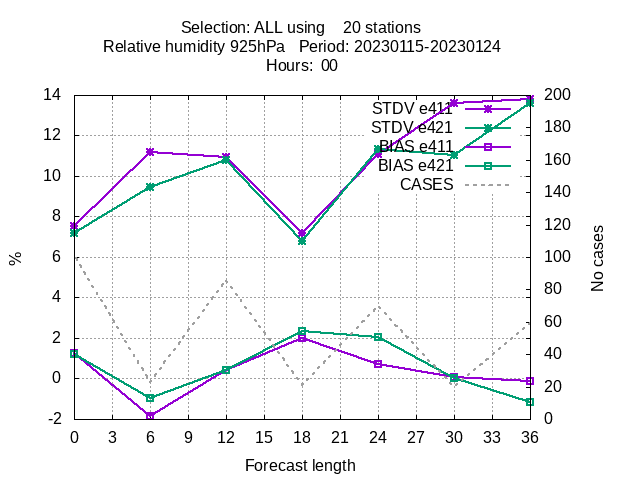 Selection: ALL using    20 stations
Relative humidity 925hPa   Period: 20230115-20230124
Hours:  00
STDV e411
STDV e421
BIAS e411
BIAS e421
CASES
14
12
10
8
6
4
2
0
-2
%
200
180
160
140
120
100
80
60
40
20
0
No cases
0 3 6 9 12 15 18 21 24 27 30 33 36
Forecast length